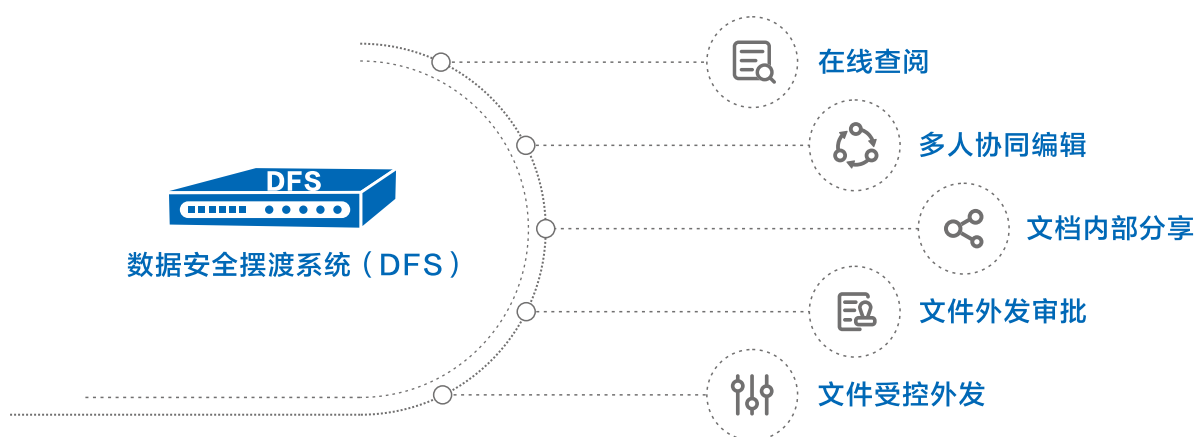 在线查阅
多人协同编辑
DFS
文档内部分享
数据安全摆渡系统（DFS）
文件外发审批
文件受控外发